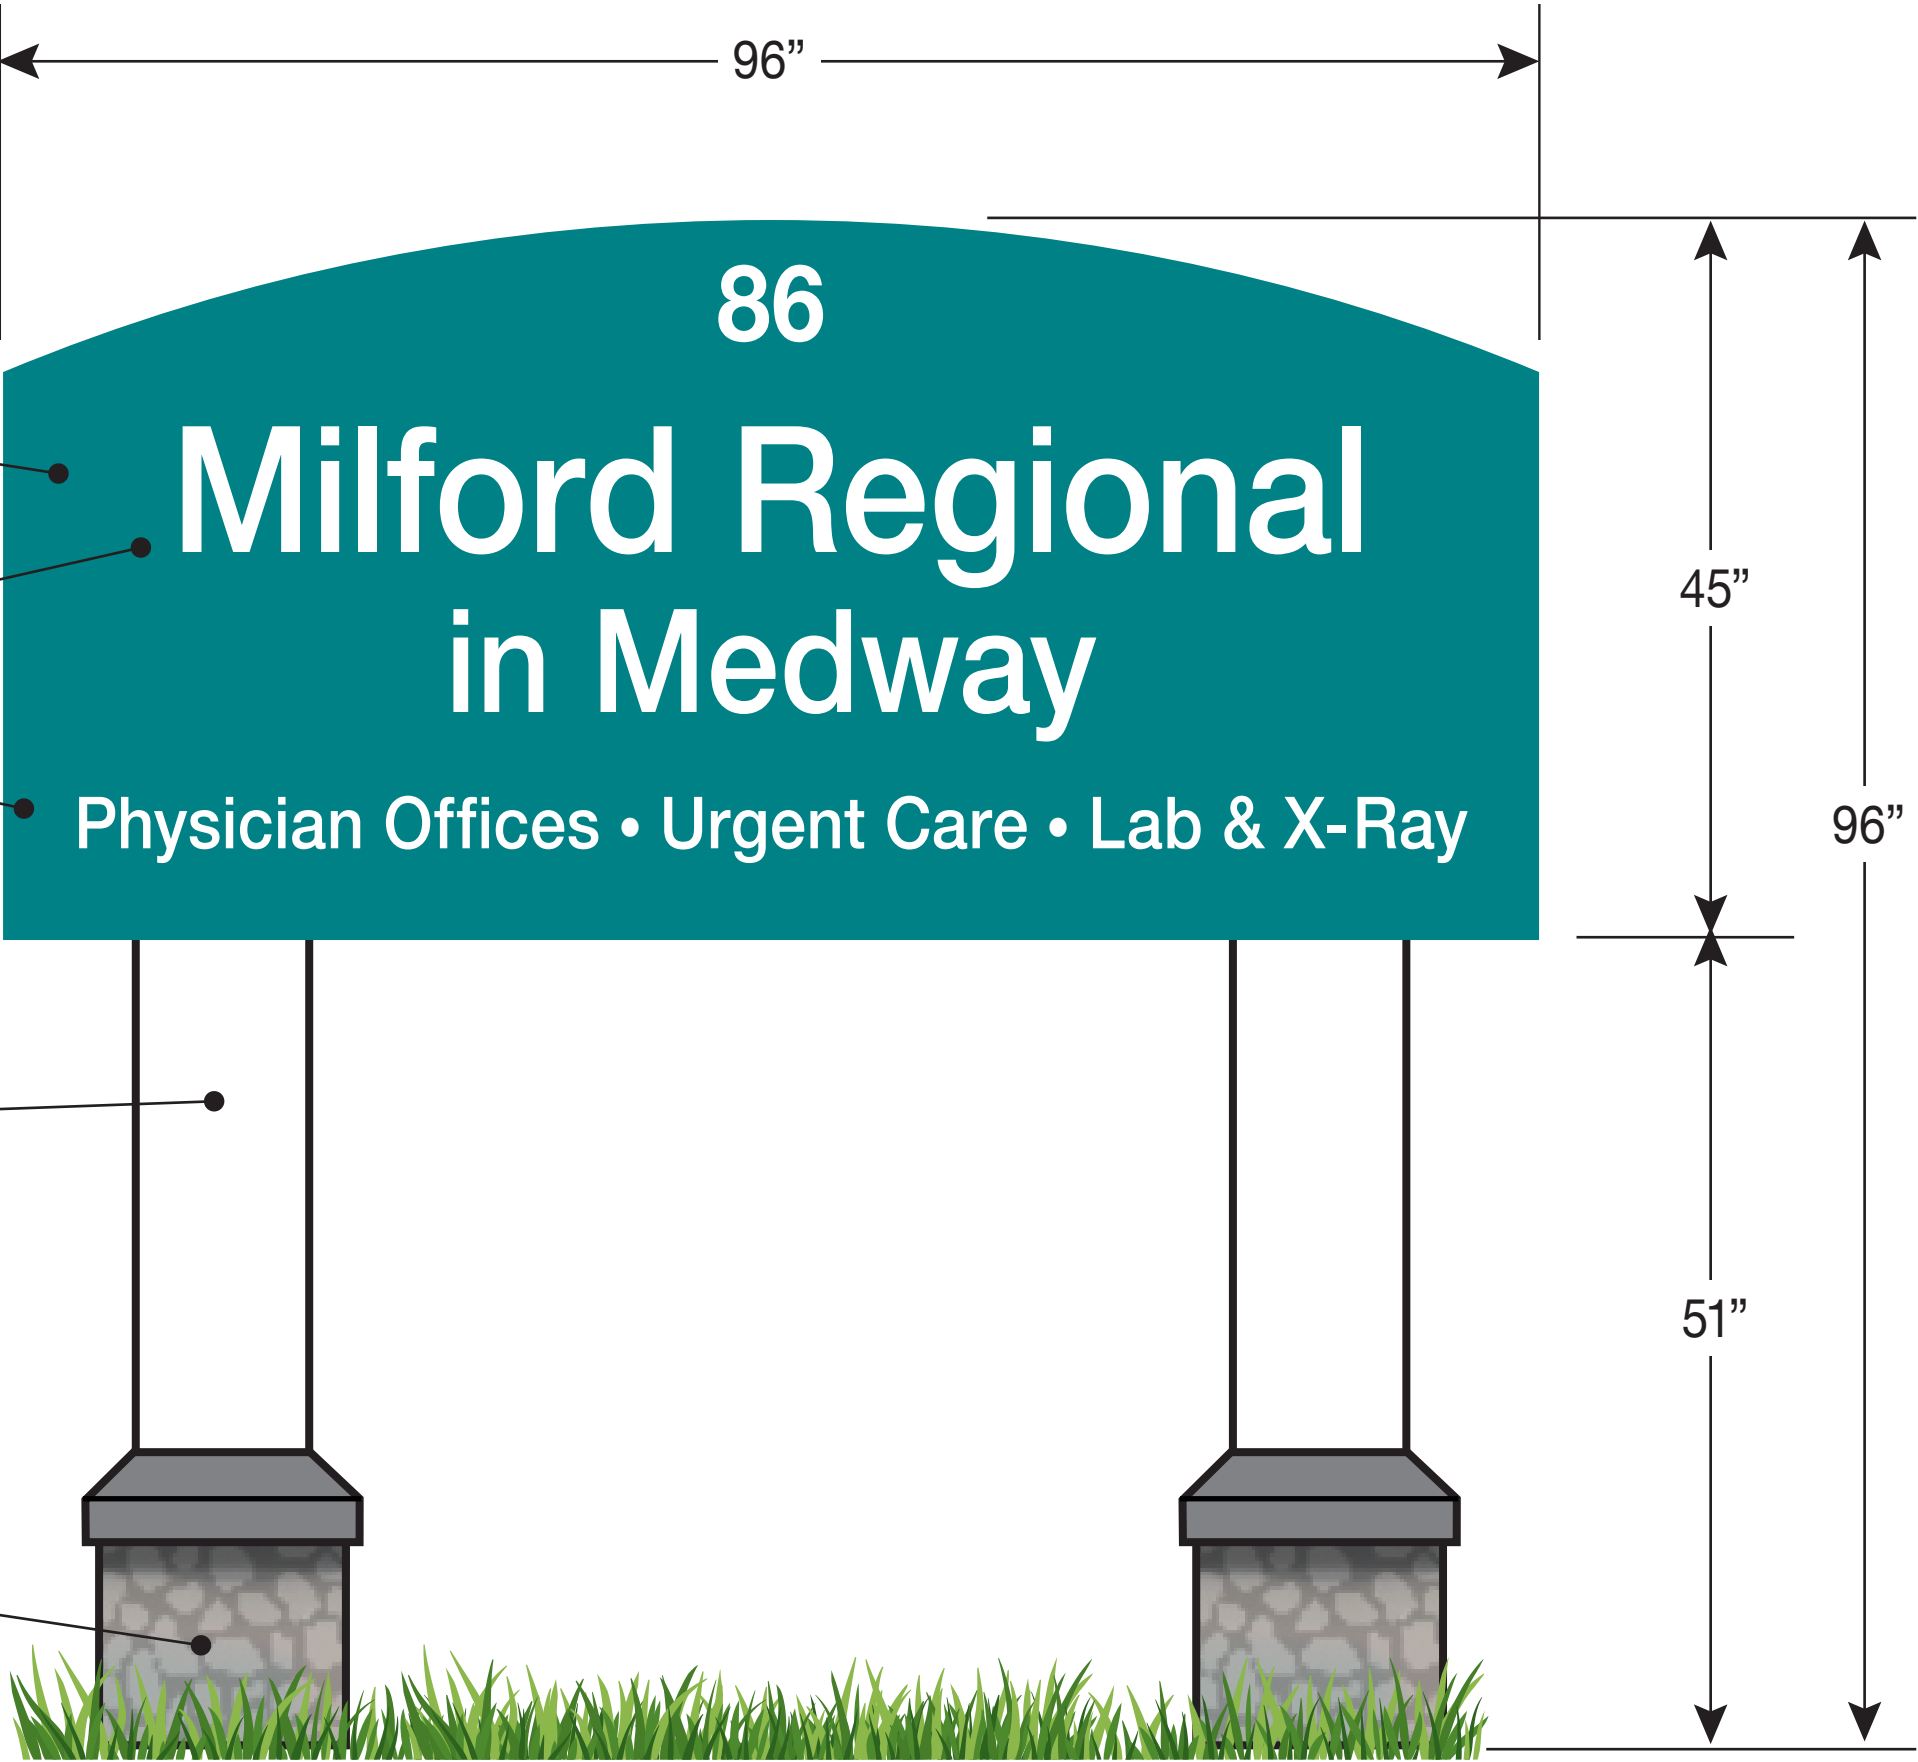 96”
86
Milford Regional
in Medway
Physician Offices • Urgent Care • Lab & X-Ray
45”
96”
51”